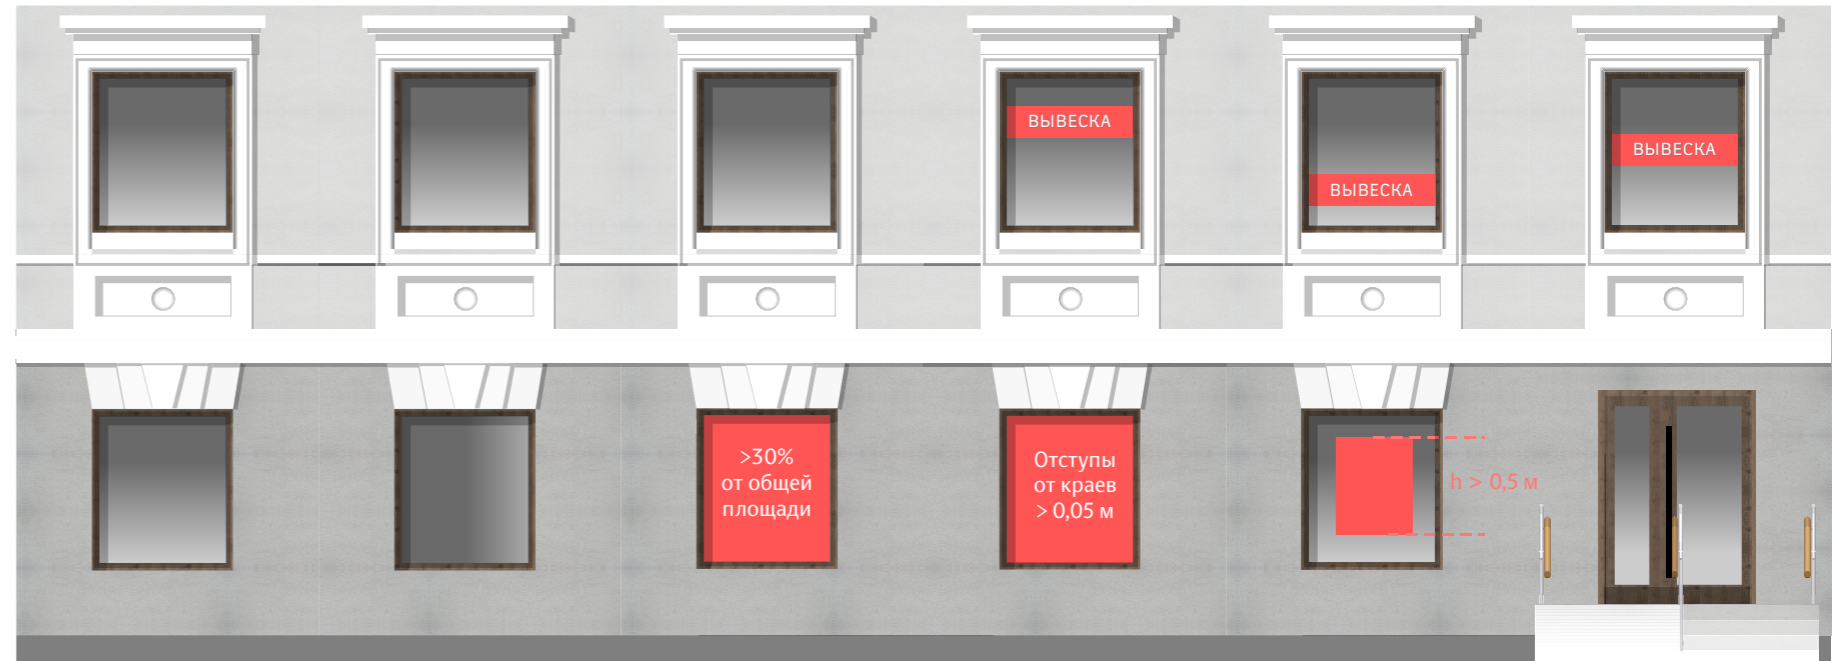 ВЫВЕСКА
ВЫВЕСКА
ВЫВЕСКА
>30%
от общей
площади
Отступы
от краев
> 0,05 м
h > 0,5 м